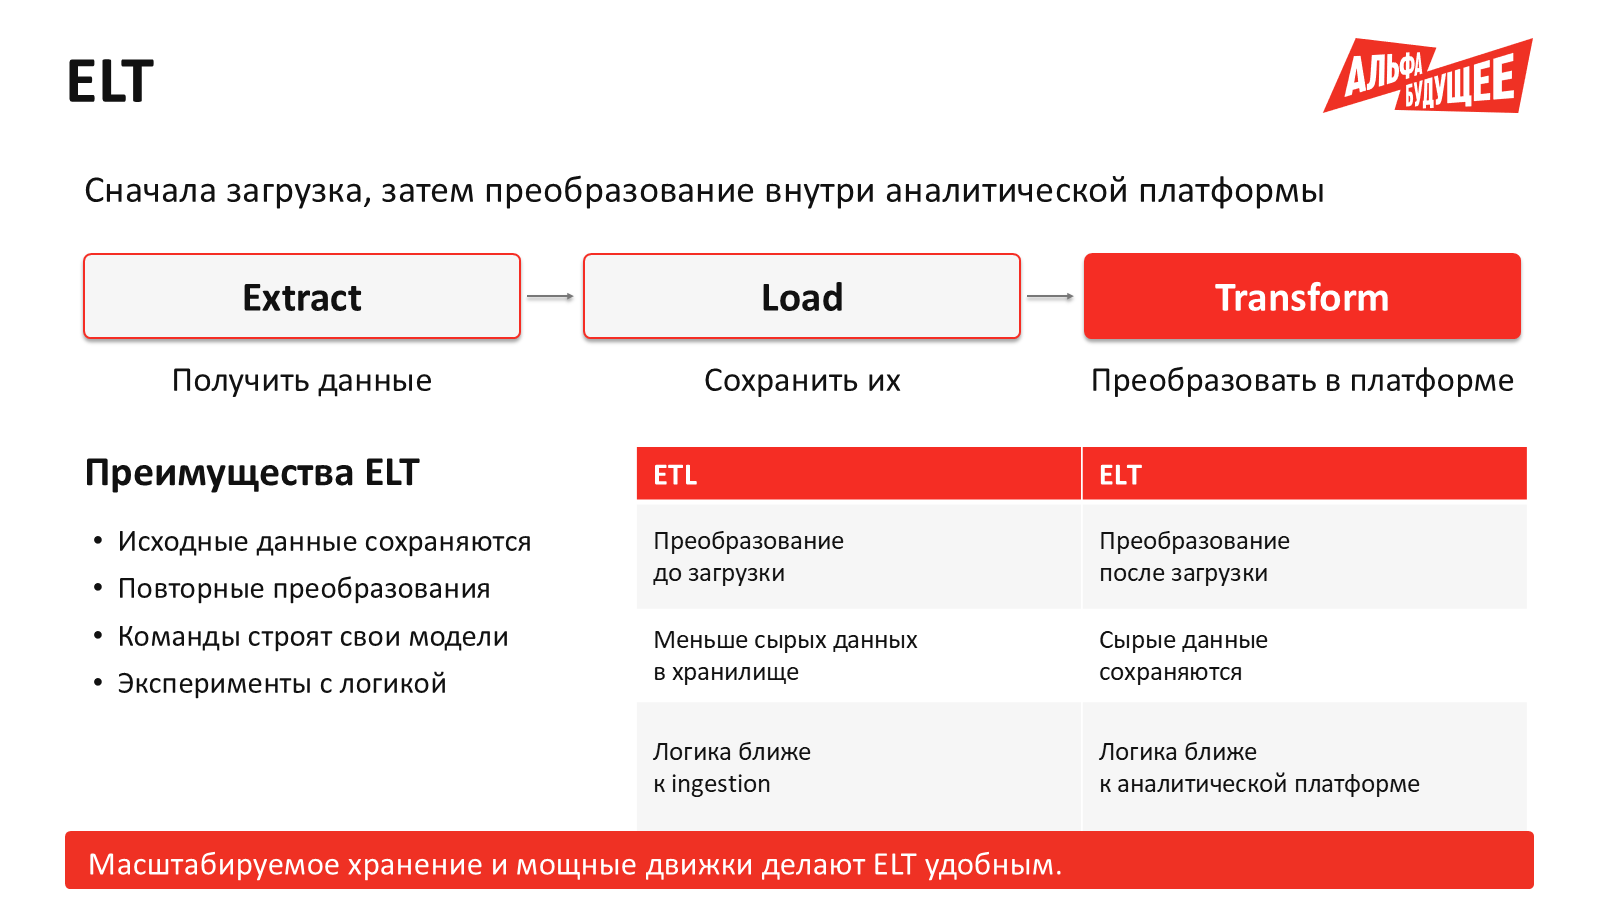 ELT
АЛЬФА
БУДУЩЕЕ
Сначала загрузка, затем преобразование внутри аналитической платформы
Extract
Load
Transform
Получить данные
Сохранить их
Преобразовать в платформе
Преимущества ELT
• Исходные данные сохраняются
• Повторные преобразования
• Команды строят свои модели
• Эксперименты с логикой
ETL
ELT
Преобразование
до загрузки
Преобразование
после загрузки
Меньше сырых данных
в хранилище
Сырые данные
сохраняются
Логика ближе
к ingestion
Логика ближе
к аналитической платформе
Масштабируемое хранение и мощные движки делают ELT удобным.